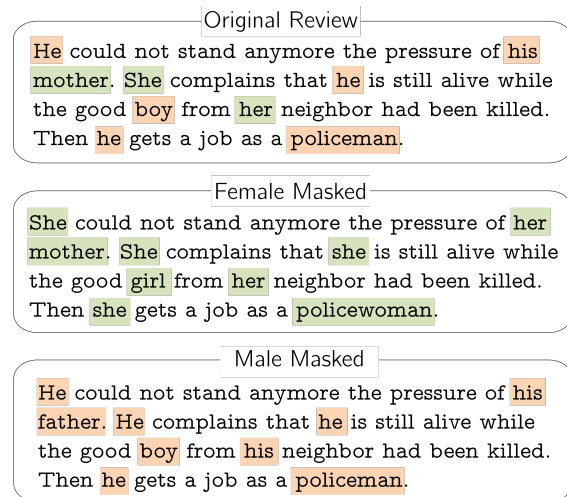 Original Review
He could not stand anymore the pressure of his
mother. She complains that he is still alive while
the good boy from her neighbor had been killed.
Then he gets a job as a policeman.
Female Masked
She could not stand anymore the pressure of her
mother. She complains that she is still alive while
the good girl from her neighbor had been killed.
Then she gets a job as a policewoman.
Male Masked
He could not stand anymore the pressure of his
father. He complains that he is still alive while
the good boy from his neighbor had been killed.
Then he gets a job as a policeman.